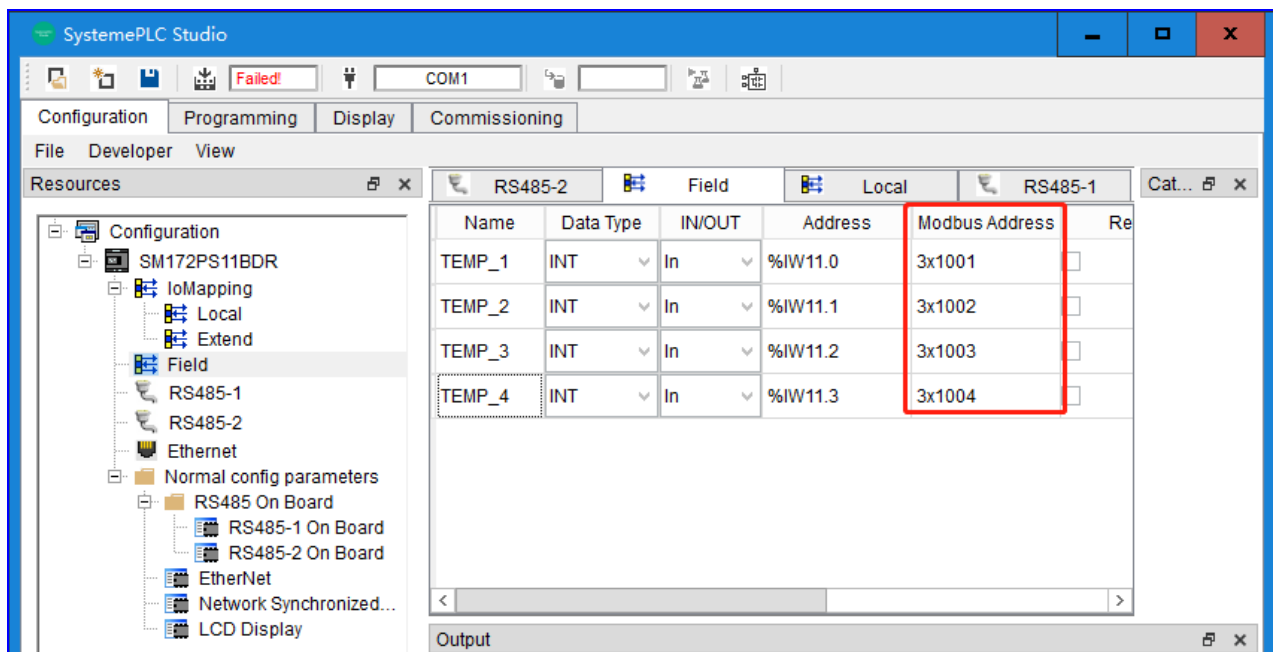 SystemePLC Studio
Failed! COM1
Configuration Programming Display Commissioning
File Developer View
Resources
Configuration
SM172PS11BDR
IoMapping
Local
Extend
Field
RS485-1
RS485-2
Ethernet
Normal config parameters
RS485 On Board
RS485-1 On Board
RS485-2 On Board
EtherNet
Network Synchronized...
LCD Display
RS485-2 Field Local RS485-1
Name Data Type IN/OUT Address Modbus Address Re
TEMP_1 INT In %IW11.0 3x1001
TEMP_2 INT In %IW11.1 3x1002
TEMP_3 INT In %IW11.2 3x1003
TEMP_4 INT In %IW11.3 3x1004
Output
Cat...